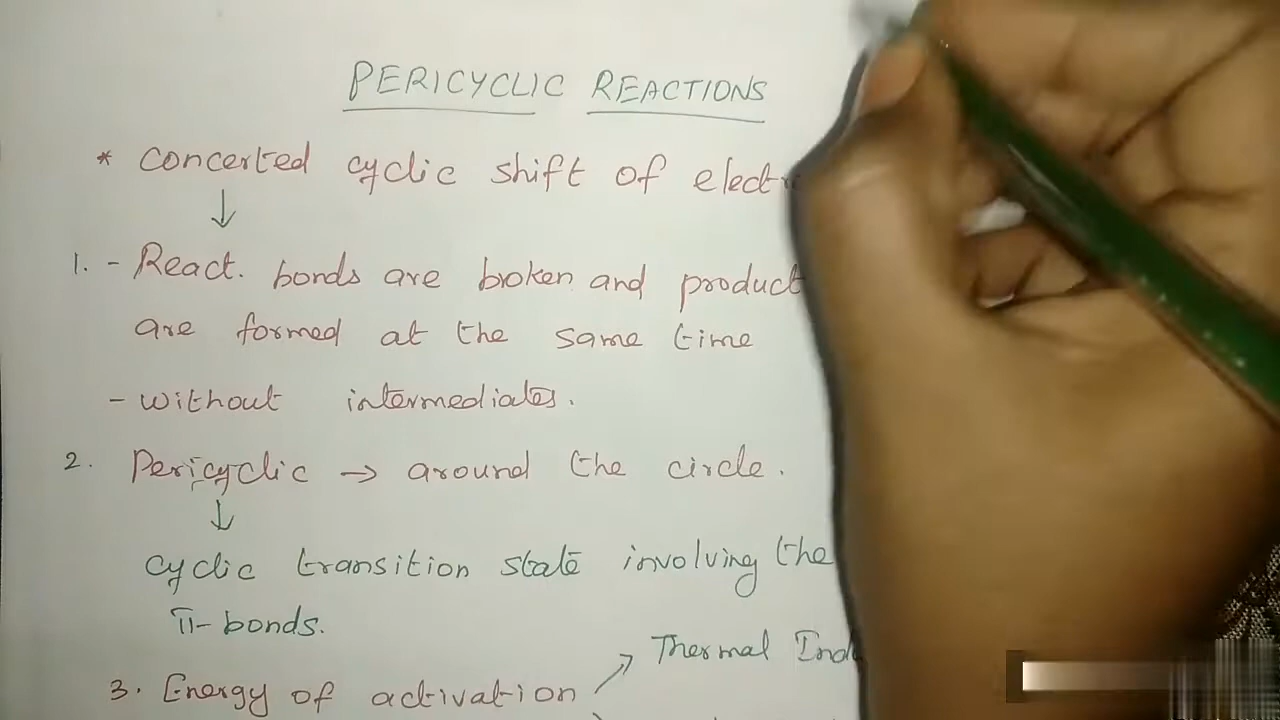 PERICYCLIC REACTIONS
* Concerted cyclic shift of
↓
1. - React. bonds are broken and product
are formed at the same time
- without intermediates.
2. Pericyclic → around the circle.
↓
cyclic transition state involving the
π-bonds.
Thermal
3. Energy of activation